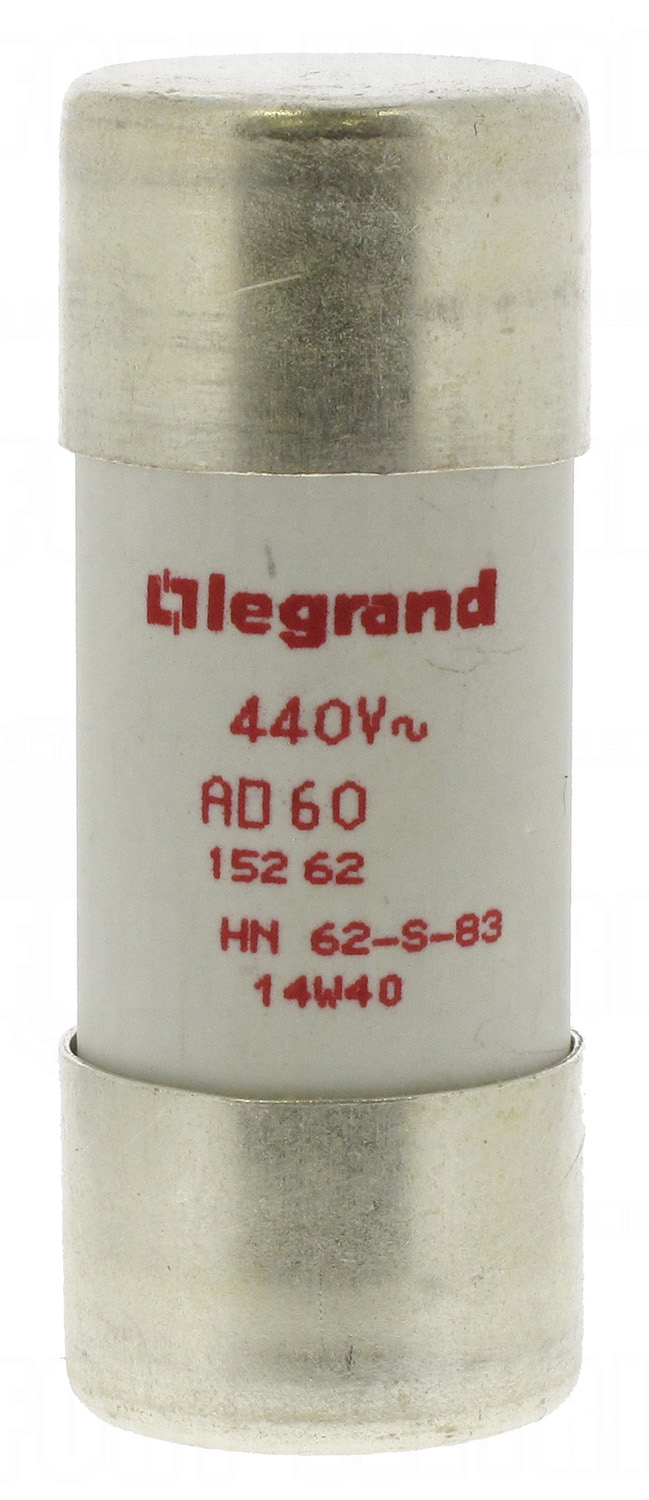 legrand
440V~
AD 60
152 62
HN 62-S-83
14W40